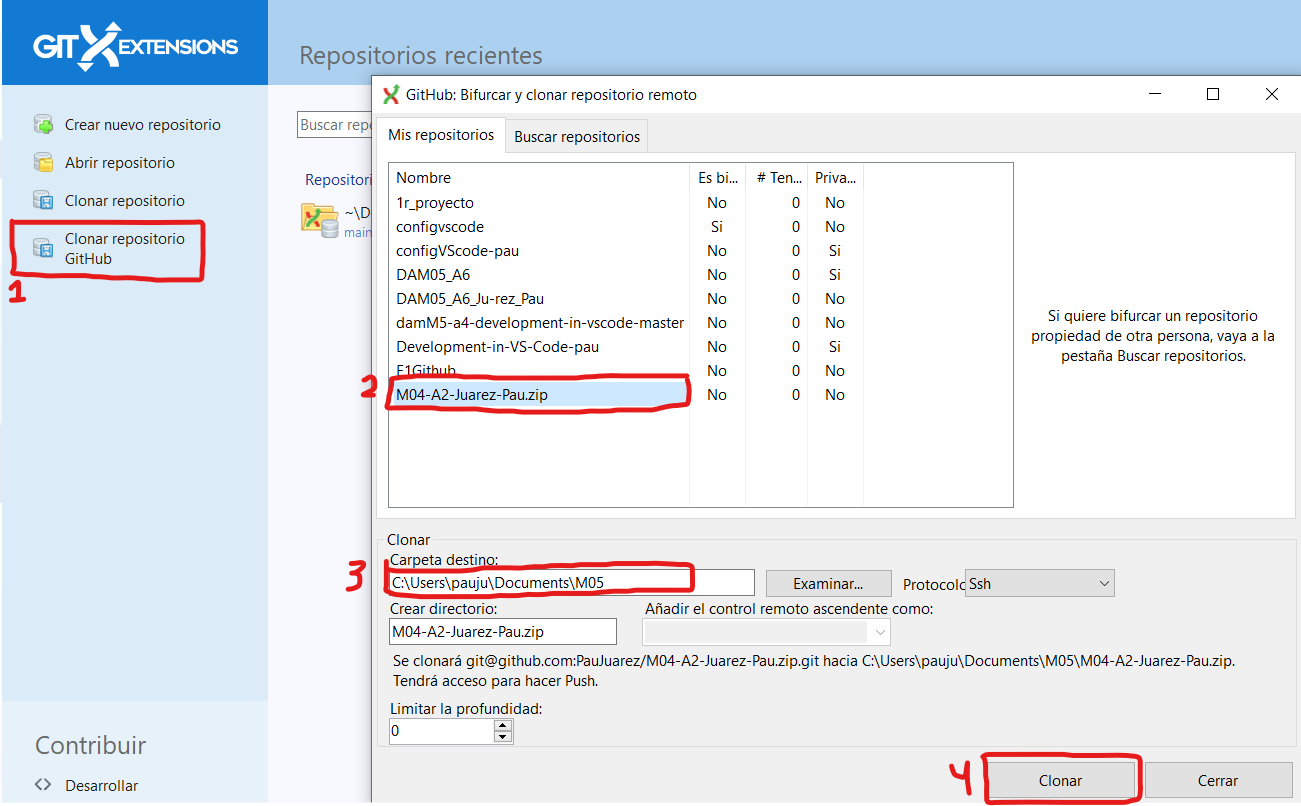 GIT EXTENSIONS
Repositorios recientes
Crear nuevo repositorio
Abrir repositorio
Clonar repositorio
Clonar repositorio
GitHub
1
Contribuir
Desarrollar
Buscar repo
Repositori
~\D
main
GitHub: Bifurcar y clonar repositorio remoto
Mis repositorios Buscar repositorios
Nombre Es bi... # Ten... Priva...
1r_proyecto No 0 No
configvscode Si 0 No
configVScode-pau No 0 Si
DAM05_A6 No 0 Si
DAM05_A6_Ju-rez_Pau No 0 No
damM5-a4-development-in-vscode-master No 0 No
Development-in-VS-Code-pau No 0 Si
F1Github No 0 No
2 M04-A2-Juarez-Pau.zip No 0 No
Si quiere bifurcar un repositorio
propiedad de otra persona, vaya a la
pestaña Buscar repositorios.
Clonar
Carpeta destino:
3 C:\Users\pauju\Documents\M05 Examinar... Protocolo Ssh
Crear directorio: Añadir el control remoto ascendente como:
M04-A2-Juarez-Pau.zip
Se clonará git@github.com:PauJuarez/M04-A2-Juarez-Pau.zip.git hacia C:\Users\pauju\Documents\M05\M04-A2-Juarez-Pau.zip.
Tendrá acceso para hacer Push.
Limitar la profundidad:
0
4 Clonar Cerrar